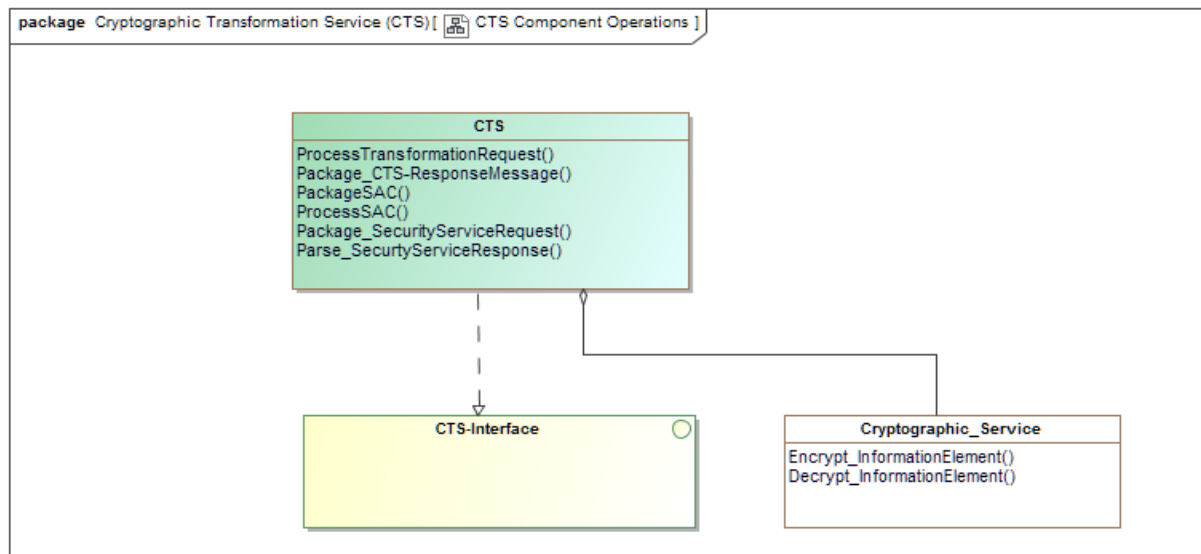 package Cryptographic Transformation Service (CTS)[ CTS Component Operations ]
CTS
ProcessTransformationRequest()
Package_CTS-ResponseMessage()
PackageSAC()
ProcessSAC()
Package_SecurityServiceRequest()
Parse_SecurtyServiceResponse()
CTS-Interface
Cryptographic_Service
Encrypt_InformationElement()
Decrypt_InformationElement()